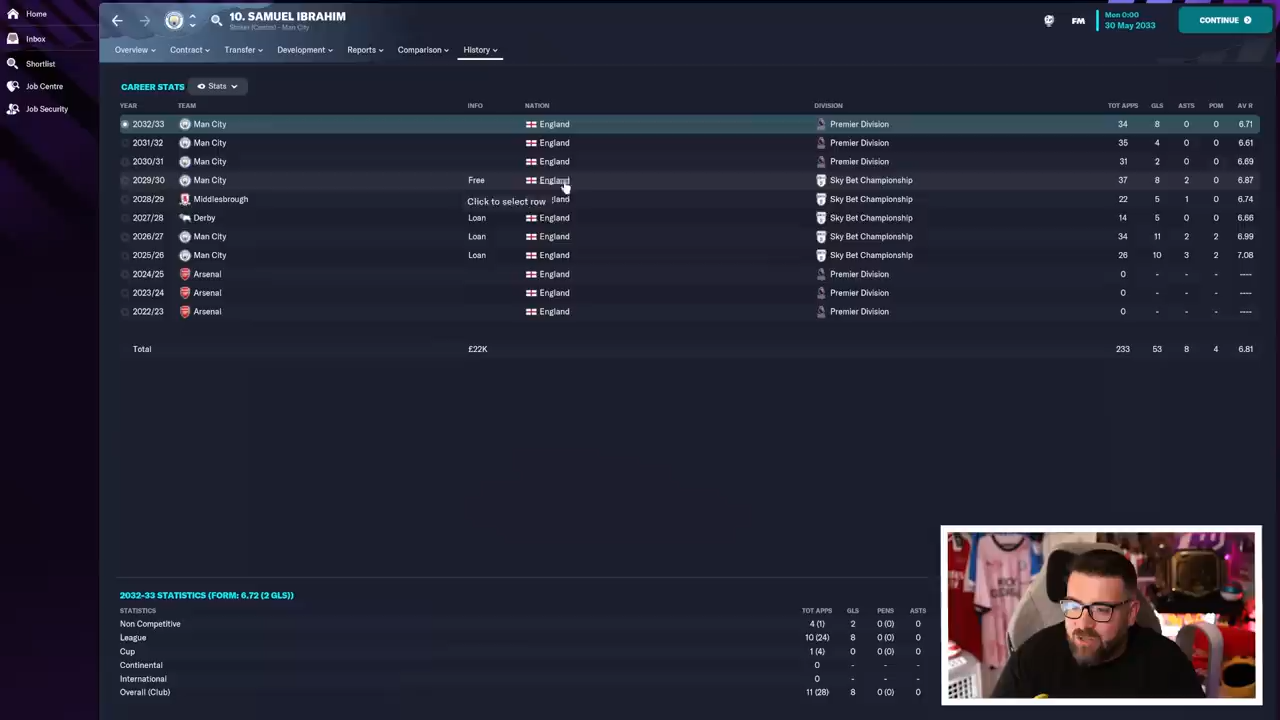 Home
Inbox
Shortlist
Job Centre
Job Security
10. SAMUEL IBRAHIM
Striker (Central) - Man City
FM
Mon 0:00
30 May 2033
CONTINUE
Overview Contract Transfer Development Reports Comparison History
CAREER STATS Stats
YEAR TEAM INFO NATION DIVISION TOT APPS GLS ASTS POM AV R
2032/33 Man City England Premier Division 34 8 0 0 6.71
2031/32 Man City England Premier Division 35 4 0 0 6.61
2030/31 Man City England Premier Division 31 2 0 0 6.69
2029/30 Man City Free England Sky Bet Championship 37 8 2 0 6.87
2028/29 Middlesbrough gland Sky Bet Championship 22 5 1 0 6.74
Click to select row
2027/28 Derby Loan England Sky Bet Championship 14 5 0 0 6.66
2026/27 Man City Loan England Sky Bet Championship 34 11 2 2 6.99
2025/26 Man City Loan England Sky Bet Championship 26 10 3 2 7.08
2024/25 Arsenal England Premier Division 0 - - - ----
2023/24 Arsenal England Premier Division 0 - - - ----
2022/23 Arsenal England Premier Division 0 - - - ----
Total £22K 233 53 8 4 6.81
2032-33 STATISTICS (FORM: 6.72 (2 GLS))
STATISTICS TOT APPS GLS PENS ASTS
Non Competitive 4 (1) 2 0 (0) 0
League 10 (24) 8 0 (0) 0
Cup 1 (4) 0 0 (0) 0
Continental 0 - - -
International 0 - - -
Overall (Club) 11 (28) 8 0 (0) 0